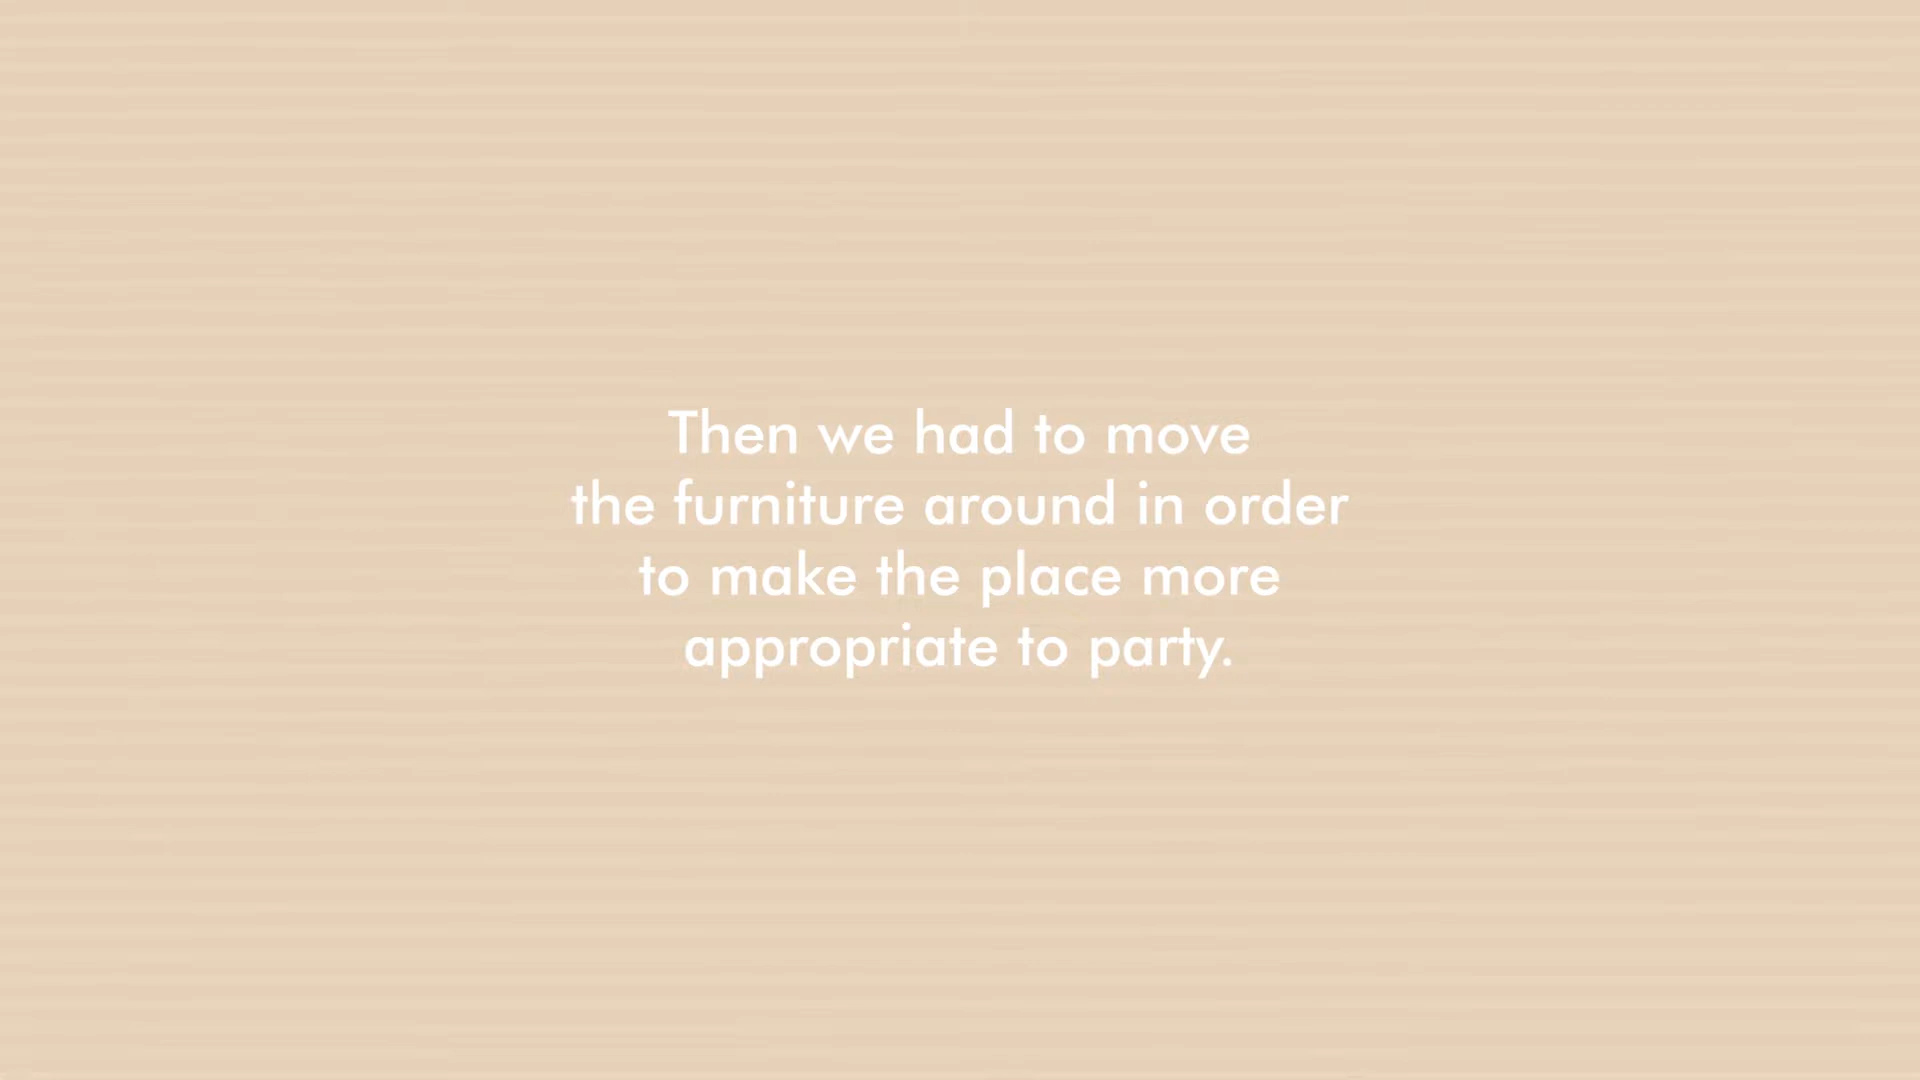 Then we had to move
the furniture around in order
to make the place more
appropriate to party.